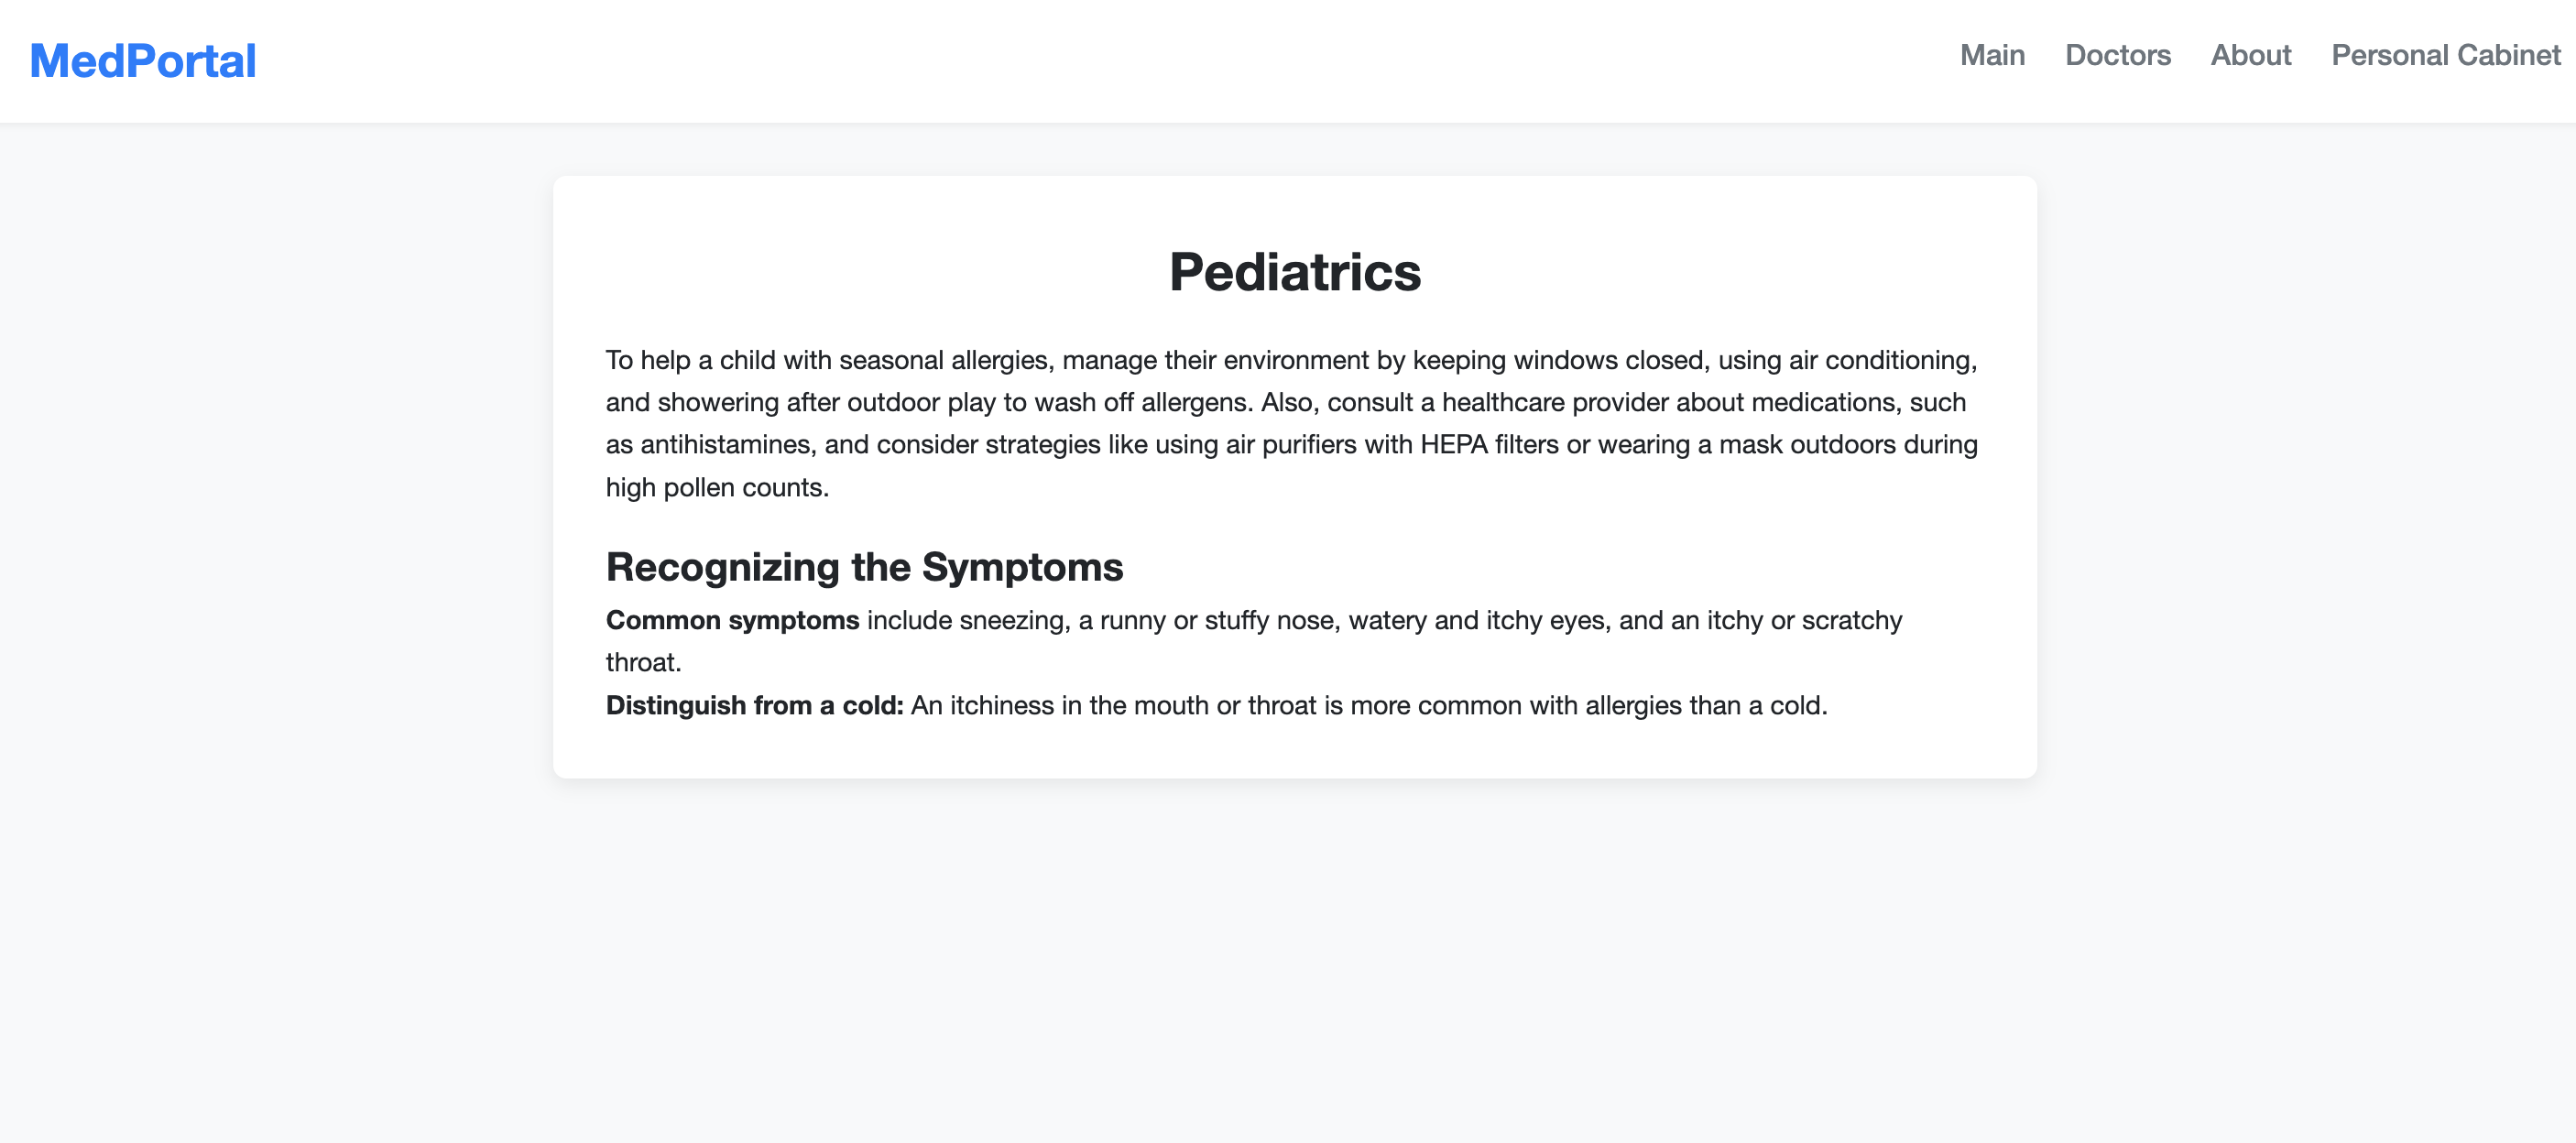 MedPortal
Main Doctors About Personal Cabinet
Pediatrics
To help a child with seasonal allergies, manage their environment by keeping windows closed, using air conditioning,
and showering after outdoor play to wash off allergens. Also, consult a healthcare provider about medications, such
as antihistamines, and consider strategies like using air purifiers with HEPA filters or wearing a mask outdoors during
high pollen counts.
Recognizing the Symptoms
Common symptoms include sneezing, a runny or stuffy nose, watery and itchy eyes, and an itchy or scratchy
throat.
Distinguish from a cold: An itchiness in the mouth or throat is more common with allergies than a cold.